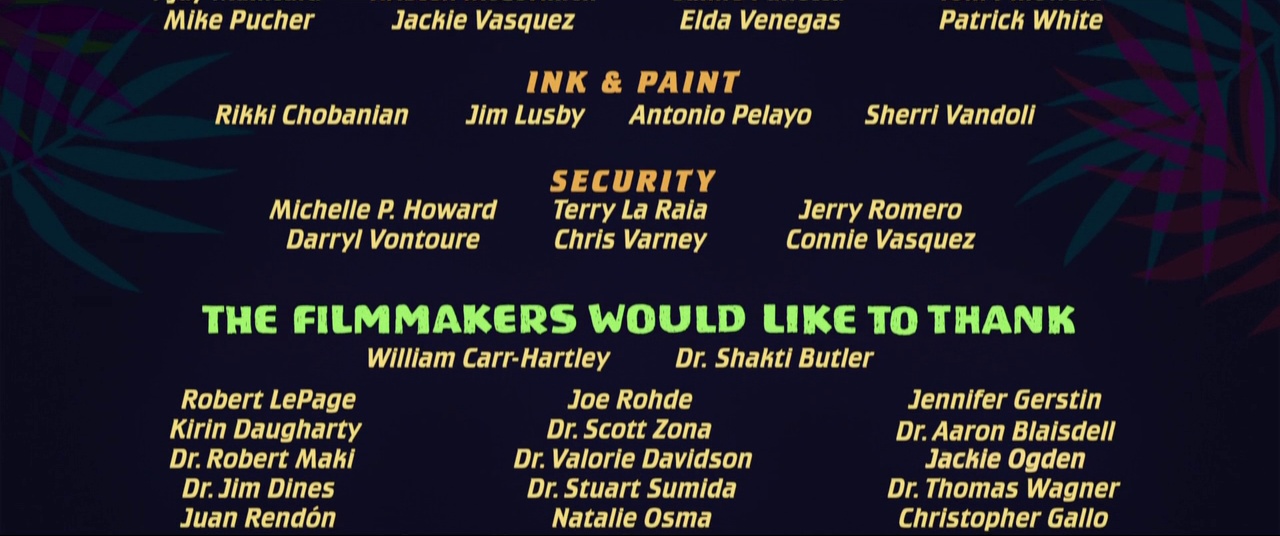 Mike Pucher Jackie Vasquez Elda Venegas Patrick White
INK & PAINT
Rikki Chobanian Jim Lusby Antonio Pelayo Sherri Vandoli
SECURITY
Michelle P. Howard Terry La Raia Jerry Romero
Darryl Vontoure Chris Varney Connie Vasquez
THE FILMMAKERS WOULD LIKE TO THANK
William Carr-Hartley Dr. Shakti Butler
Robert LePage Joe Rohde Jennifer Gerstin
Kirin Daugharty Dr. Scott Zona Dr. Aaron Blaisdell
Dr. Robert Maki Dr. Valorie Davidson Jackie Ogden
Dr. Jim Dines Dr. Stuart Sumida Dr. Thomas Wagner
Juan Rendón Natalie Osma Christopher Gallo